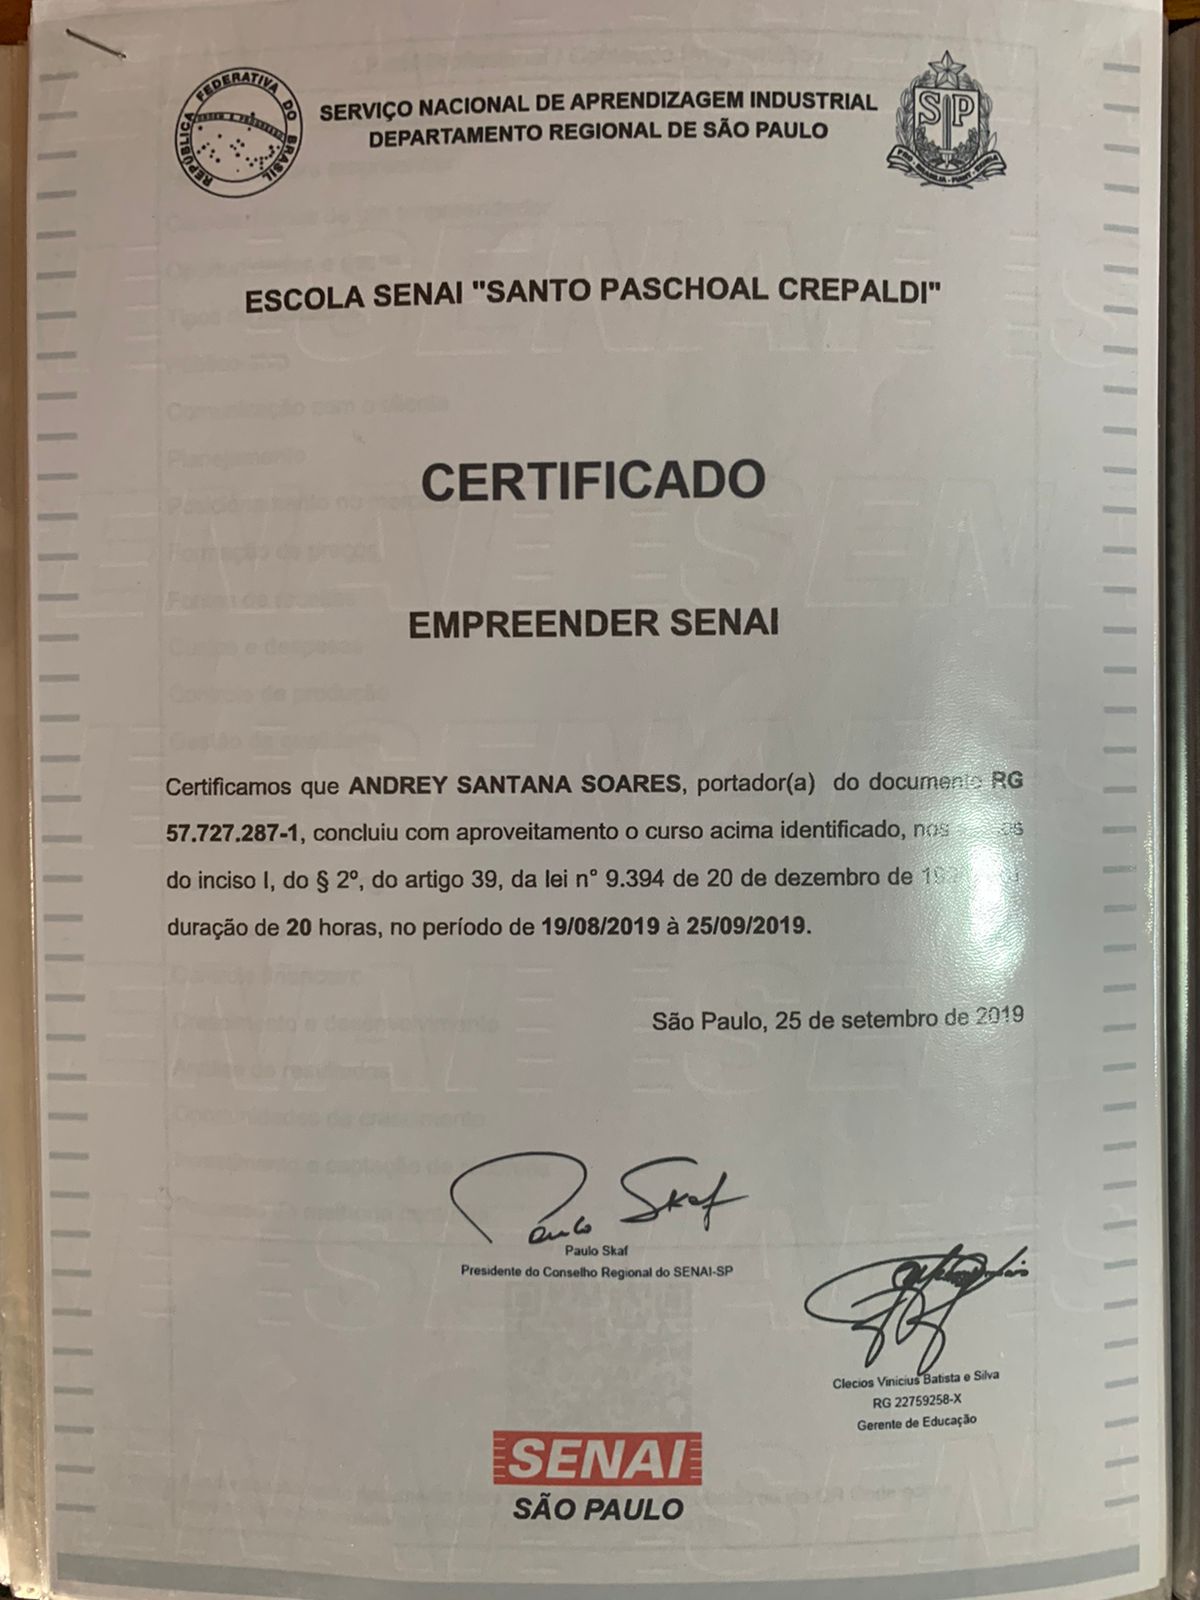 REPÚBLICA FEDERATIVA DO BRASIL
SERVIÇO NACIONAL DE APRENDIZAGEM INDUSTRIAL
DEPARTAMENTO REGIONAL DE SÃO PAULO
SP
ESCOLA SENAI "SANTO PASCHOAL CREPALDI"
CERTIFICADO
EMPREENDER SENAI
Certificamos que ANDREY SANTANA SOARES, portador(a) do documento RG
57.727.287-1, concluiu com aproveitamento o curso acima identificado, nos
do inciso I, do § 2º, do artigo 39, da lei n° 9.394 de 20 de dezembro de
duração de 20 horas, no período de 19/08/2019 à 25/09/2019.
São Paulo, 25 de setembro de 2019
Paulo Skaf
Paulo Skaf
Presidente do Conselho Regional do SENAI-SP
Clecios Vinicius Batista e Silva
RG 22759258-X
Gerente de Educação
SENAI
SÃO PAULO